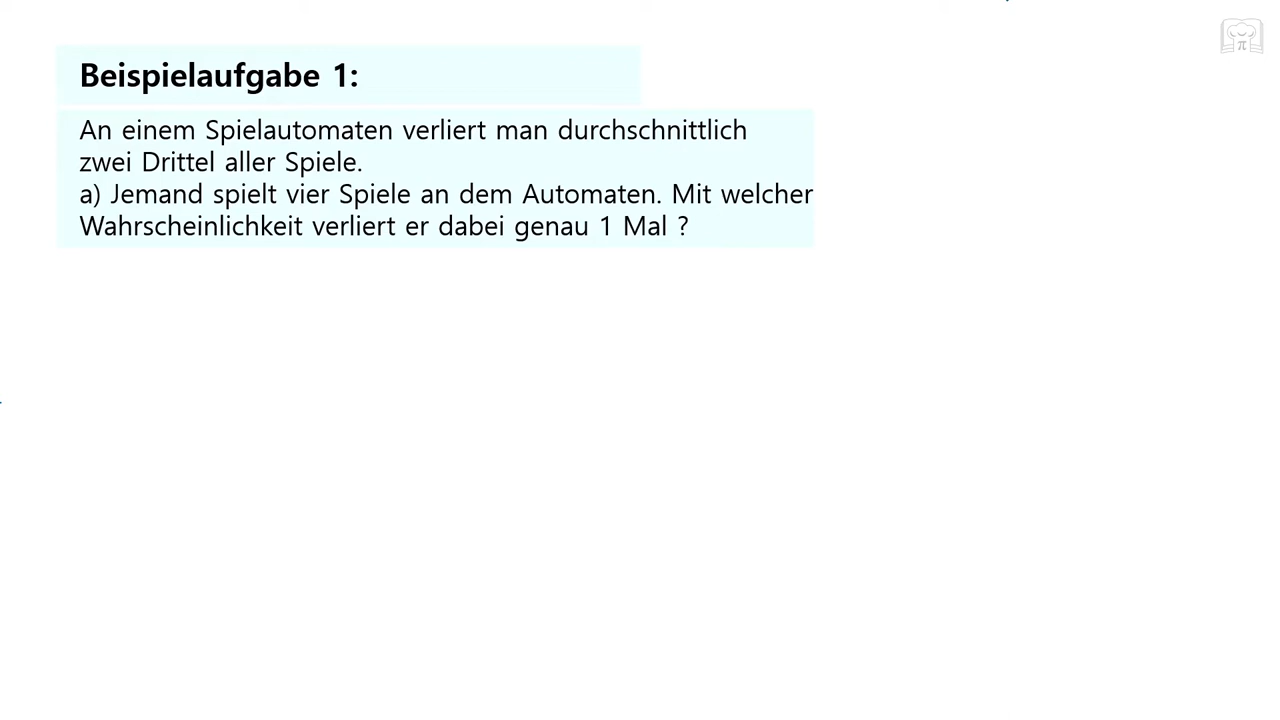 Beispielaufgabe 1:
An einem Spielautomaten verliert man durchschnittlich
zwei Drittel aller Spiele.
a) Jemand spielt vier Spiele an dem Automaten. Mit welcher
Wahrscheinlichkeit verliert er dabei genau 1 Mal ?
π